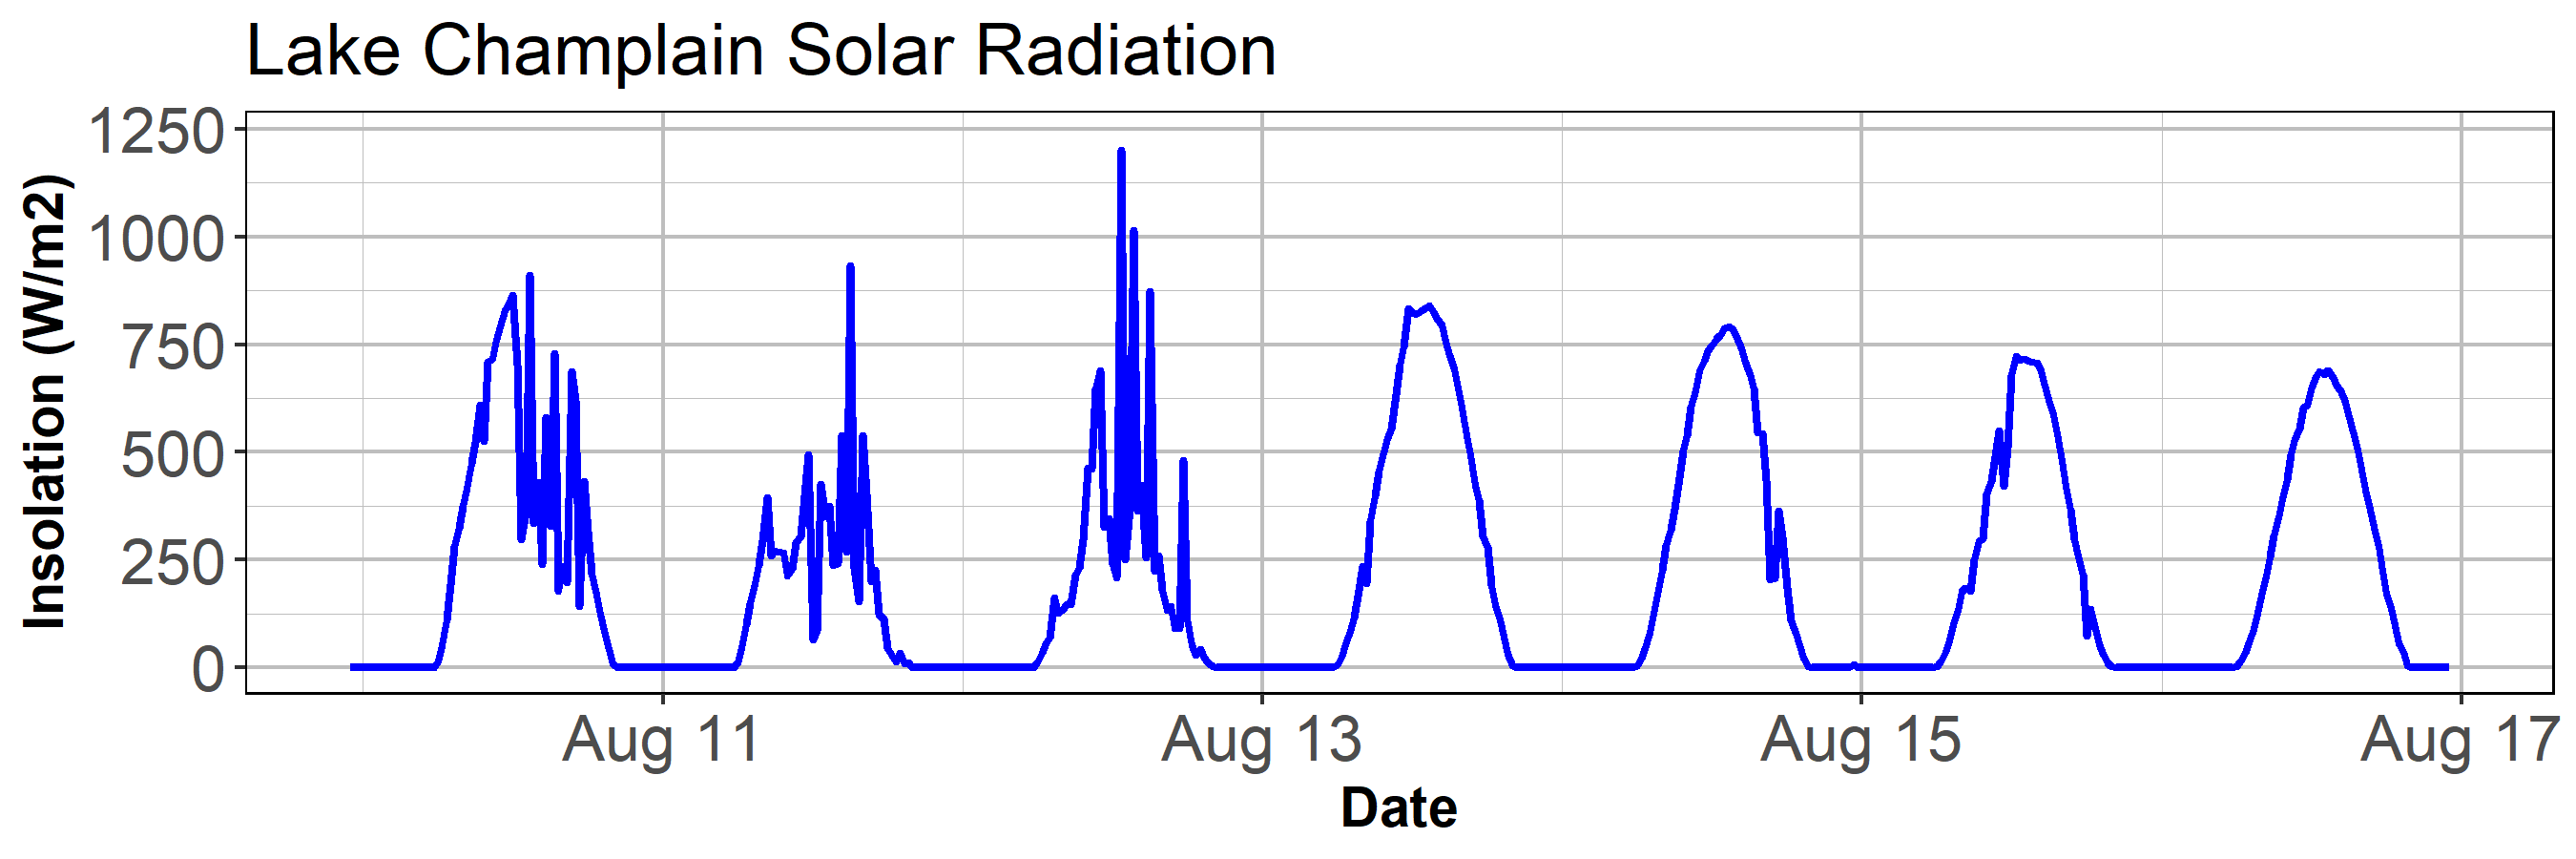 Lake Champlain Solar Radiation
Insolation (W/m2)
1250
1000
750
500
250
0
Aug 11 Aug 13 Aug 15 Aug 17
Date